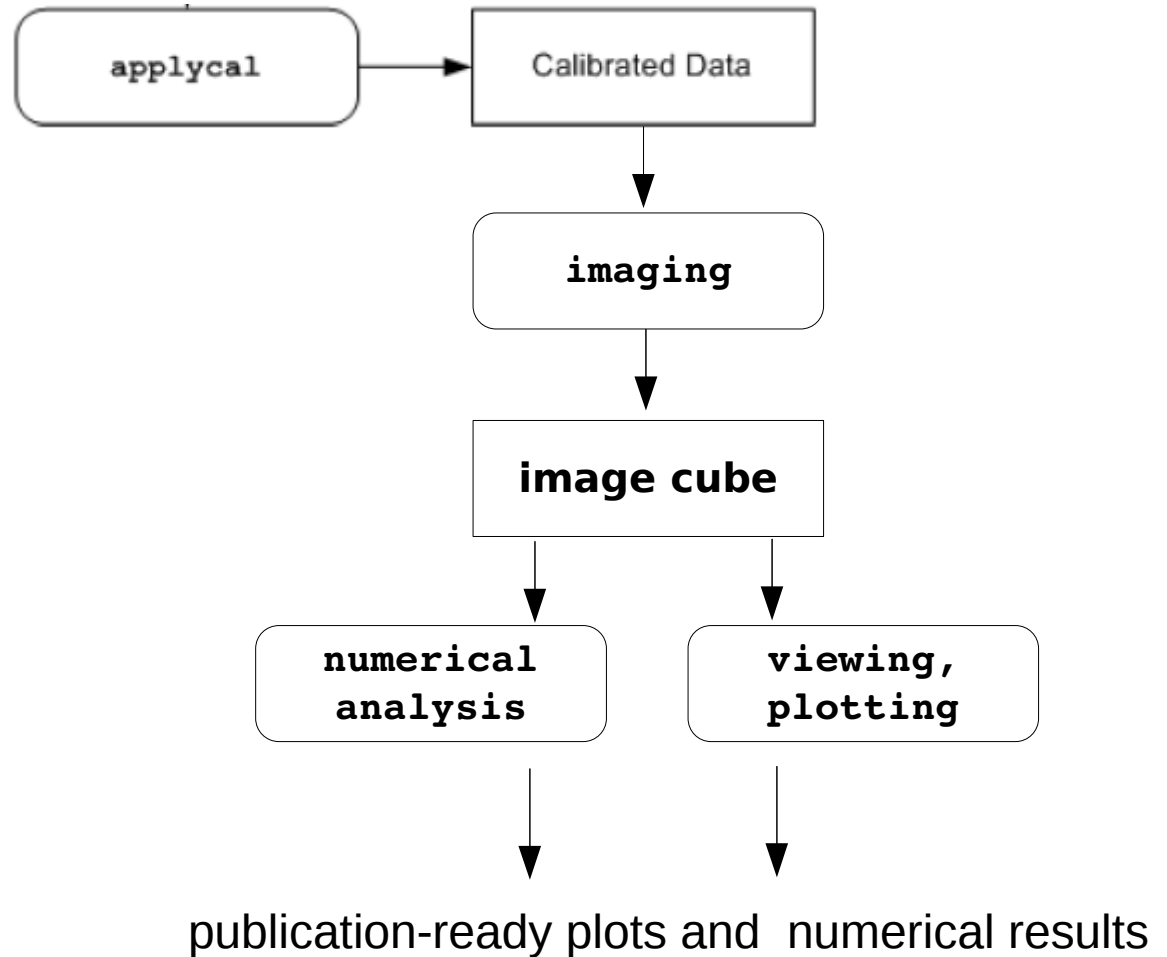 applycal
Calibrated Data
imaging
image cube
numerical
analysis
viewing,
plotting
publication-ready plots and  numerical results